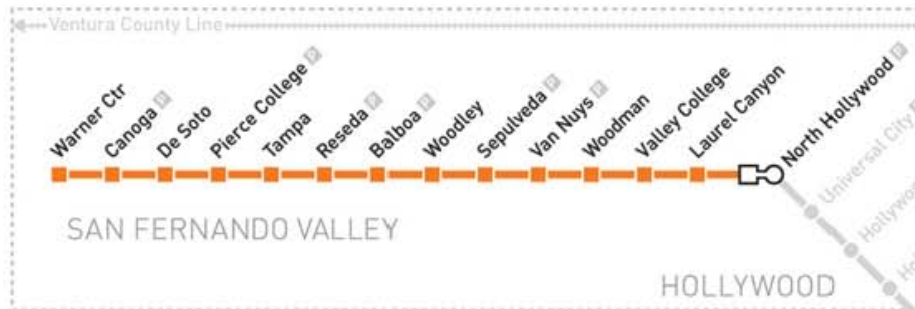 Ventura County Line
Warner Ctr
Canoga P
De Soto
Pierce College P
Tampa
Reseda P
Balboa P
Woodley
Sepulveda P
Van Nuys P
Woodman
Valley College
Laurel Canyon
North Hollywood P
Universal City
SAN FERNANDO VALLEY
HOLLYWOOD